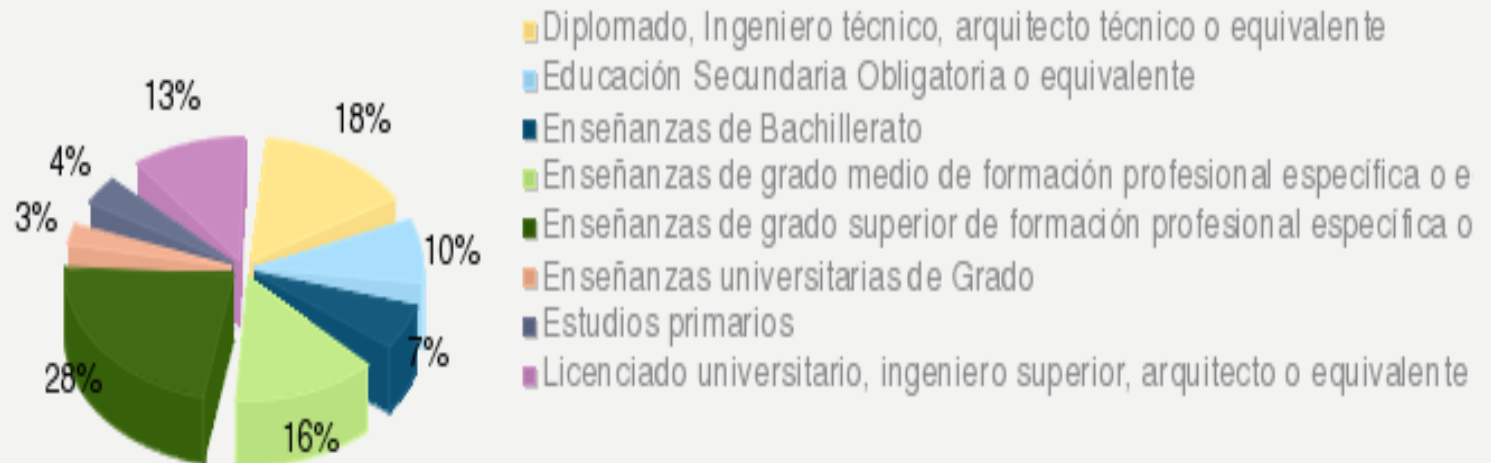 13%
18%
4%
3%
10%
7%
28%
16%
Diplomado, Ingeniero técnico, arquitecto técnico o equivalente
Educación Secundaria Obligatoria o equivalente
Enseñanzas de Bachillerato
Enseñanzas de grado medio de formación profesional específica o e
Enseñanzas de grado superior de formación profesional específica o
Enseñanzas universitarias de Grado
Estudios primarios
Licenciado universitario, ingeniero superior, arquitecto o equivalente